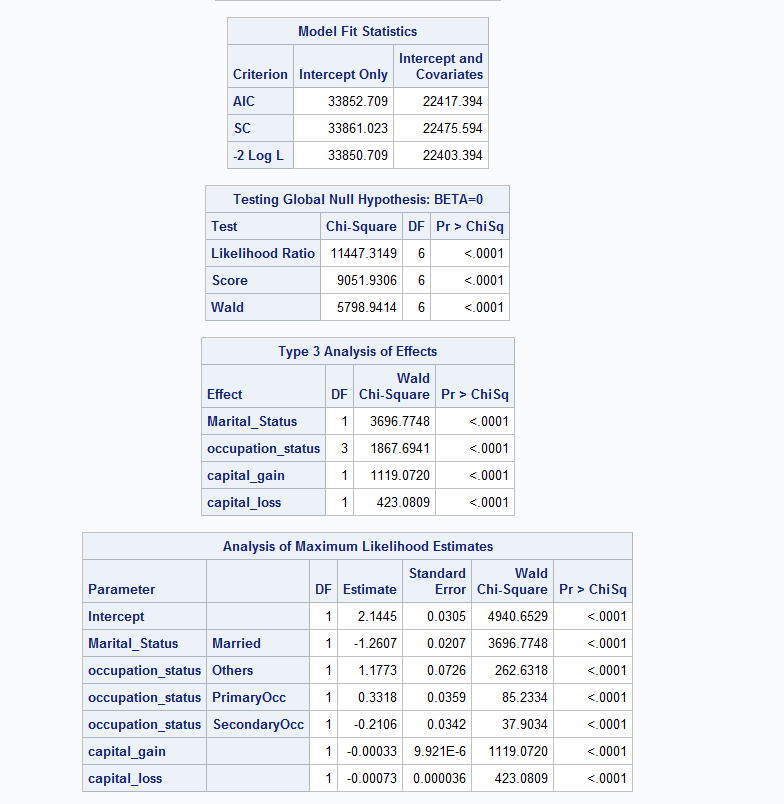 Model Fit Statistics
Criterion Intercept Only Intercept and Covariates
AIC 33852.709 22417.394
SC 33861.023 22475.594
-2 Log L 33850.709 22403.394
Testing Global Null Hypothesis: BETA=0
Test Chi-Square DF Pr > ChiSq
Likelihood Ratio 11447.3149 6 <.0001
Score 9051.9306 6 <.0001
Wald 5798.9414 6 <.0001
Type 3 Analysis of Effects
Effect DF Wald Chi-Square Pr > ChiSq
Marital_Status 1 3696.7748 <.0001
occupation_status 3 1867.6941 <.0001
capital_gain 1 1119.0720 <.0001
capital_loss 1 423.0809 <.0001
Analysis of Maximum Likelihood Estimates
Parameter DF Estimate Standard Error Wald Chi-Square Pr > ChiSq
Intercept 1 2.1445 0.0305 4940.6529 <.0001
Marital_Status Married 1 -1.2607 0.0207 3696.7748 <.0001
occupation_status Others 1 1.1773 0.0726 262.6318 <.0001
occupation_status PrimaryOcc 1 0.3318 0.0359 85.2334 <.0001
occupation_status SecondaryOcc 1 -0.2106 0.0342 37.9034 <.0001
capital_gain 1 -0.00033 9.921E-6 1119.0720 <.0001
capital_loss 1 -0.00073 0.000036 423.0809 <.0001